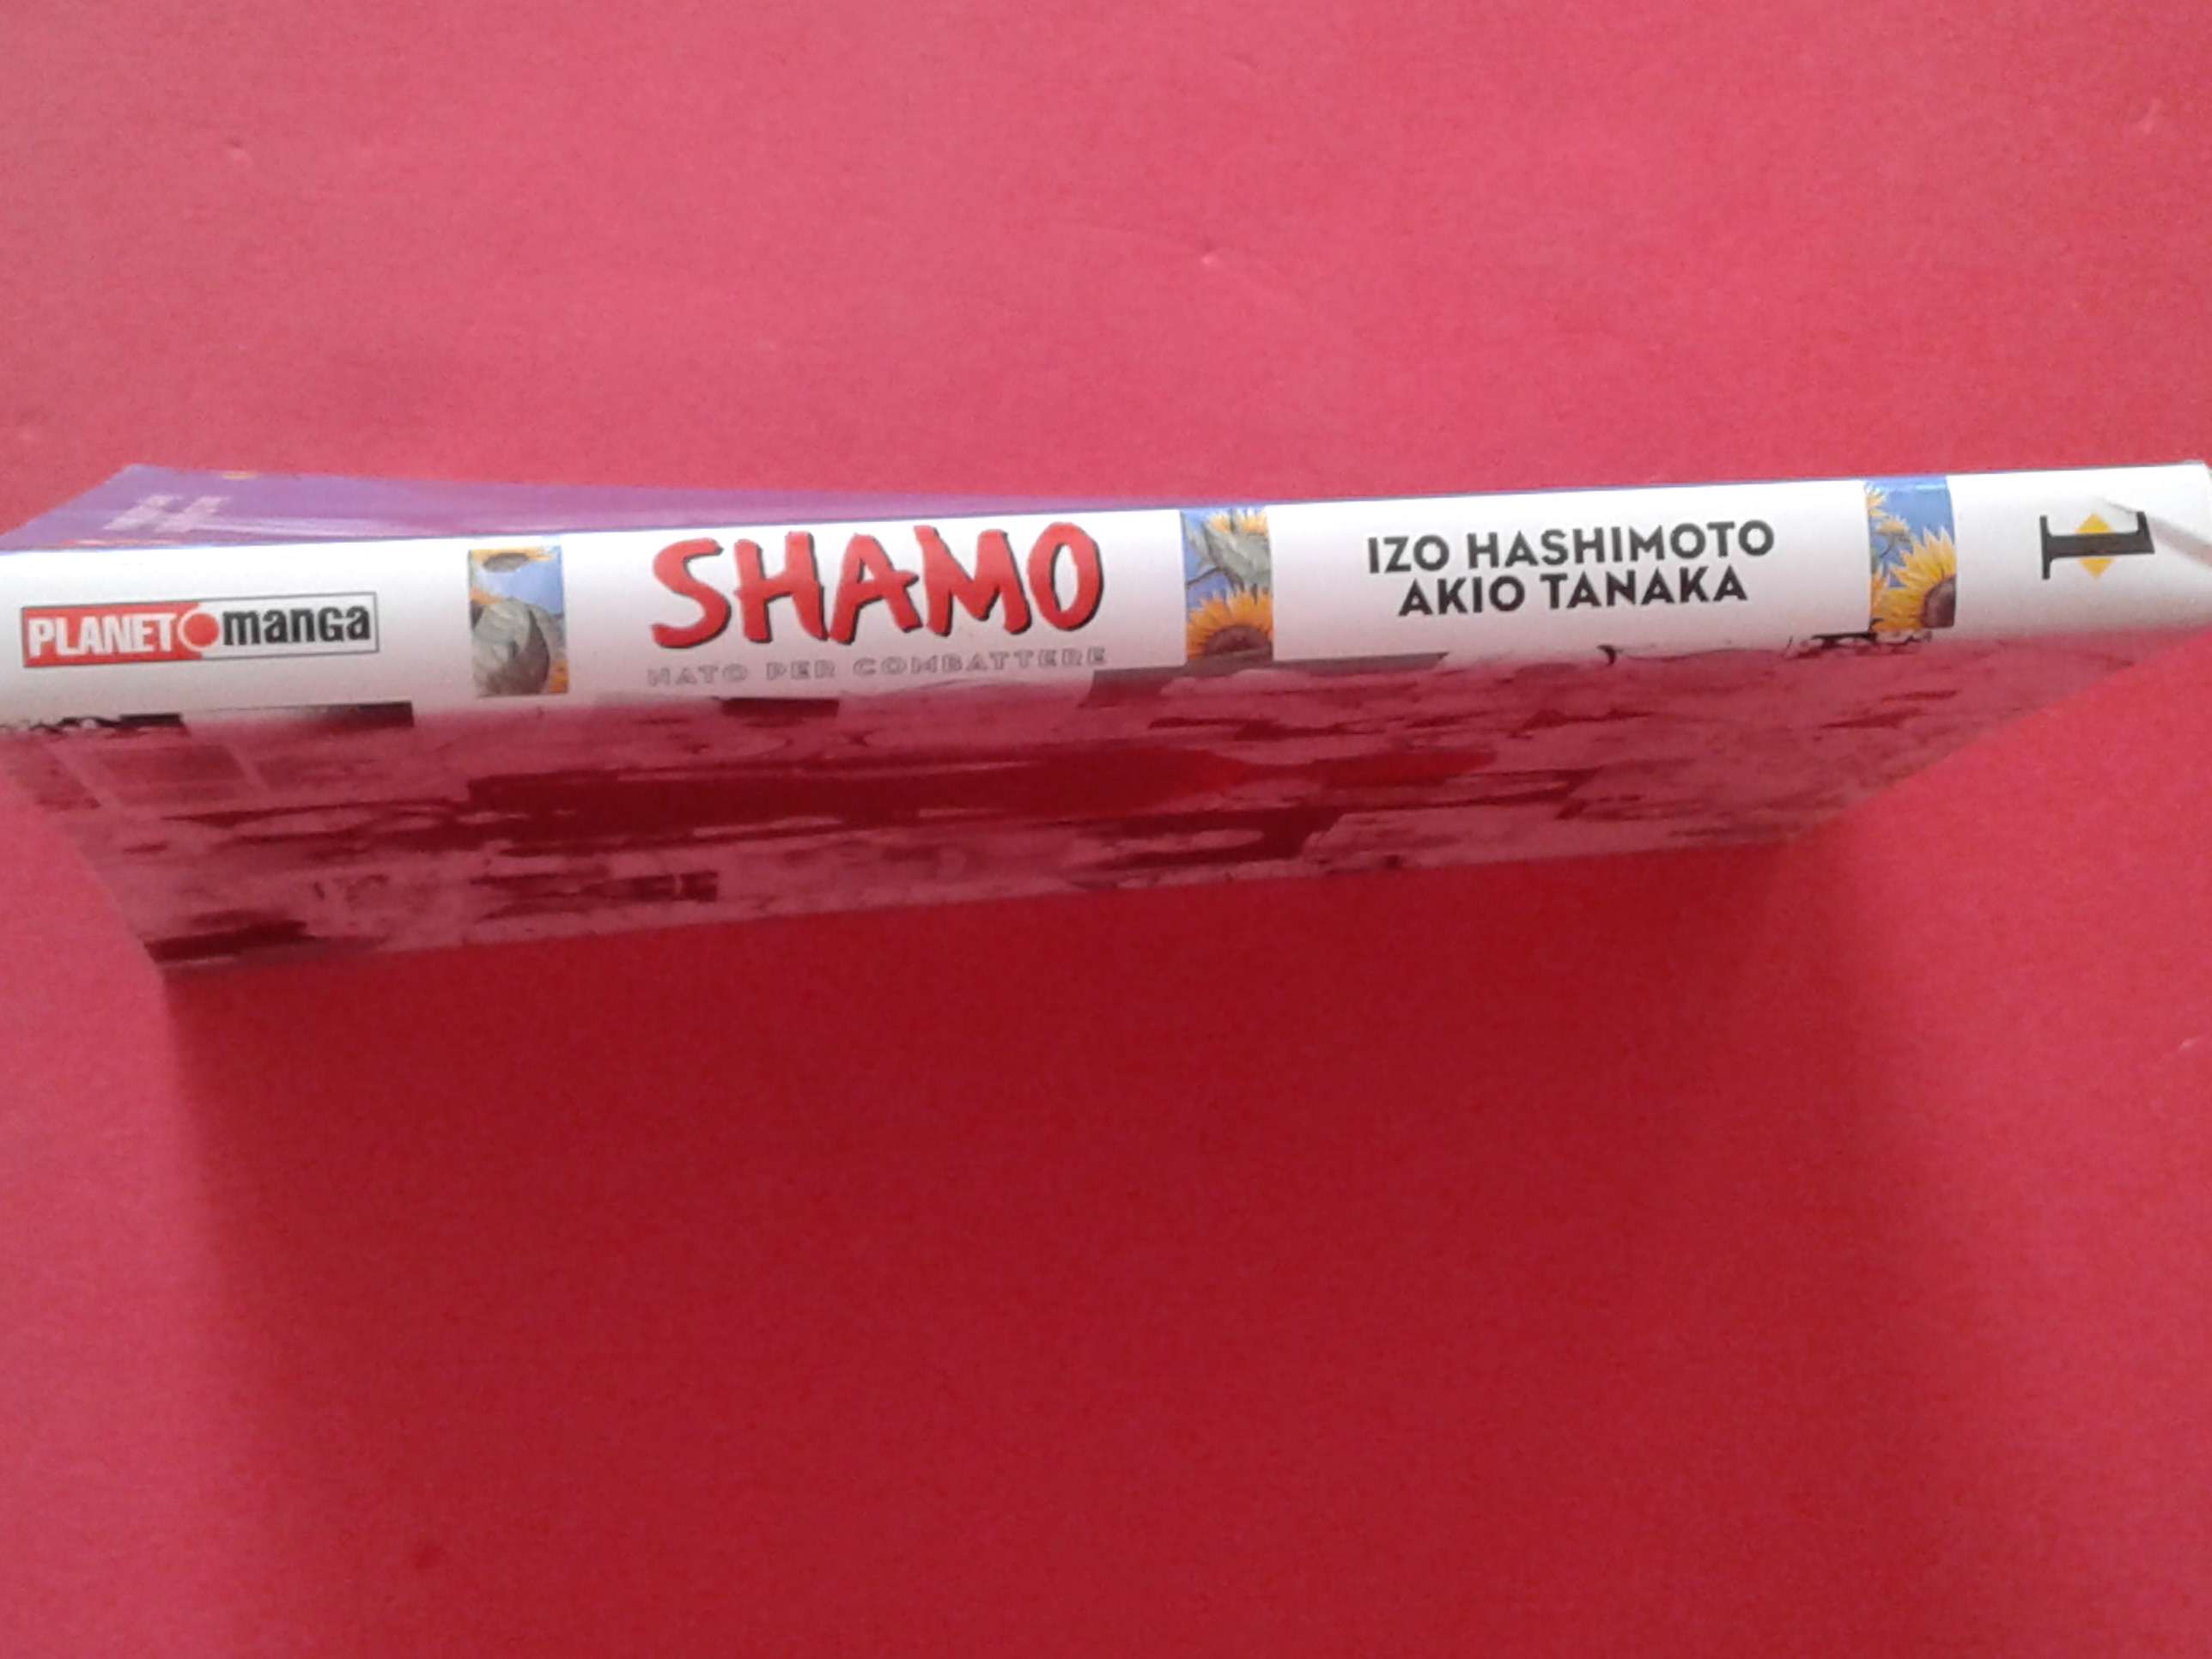 PLANET manga
SHAMO
NATO PER COMBATTERE
IZO HASHIMOTO
AKIO TANAKA
1